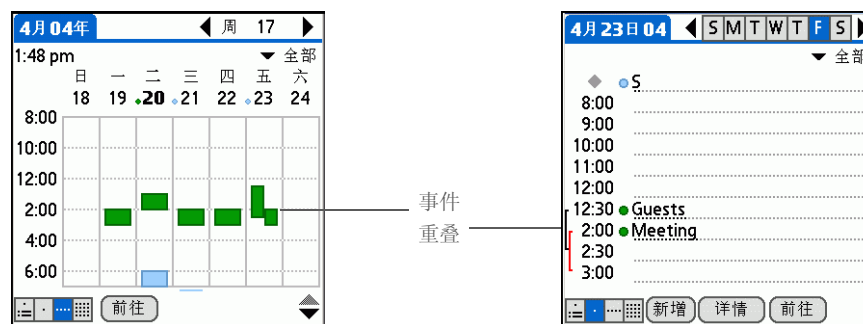 4月04年
周 17
1:48 pm
全部
日 一 二 三 四 五 六
18 19 20 21 22 23 24
8:00
10:00
12:00
2:00
4:00
6:00
前往
事件
重叠
4月23日04
S M T W T F S
全部
S
8:00
9:00
10:00
11:00
12:00
12:30 Guests
2:00 Meeting
2:30
3:00
新增 详情 前往